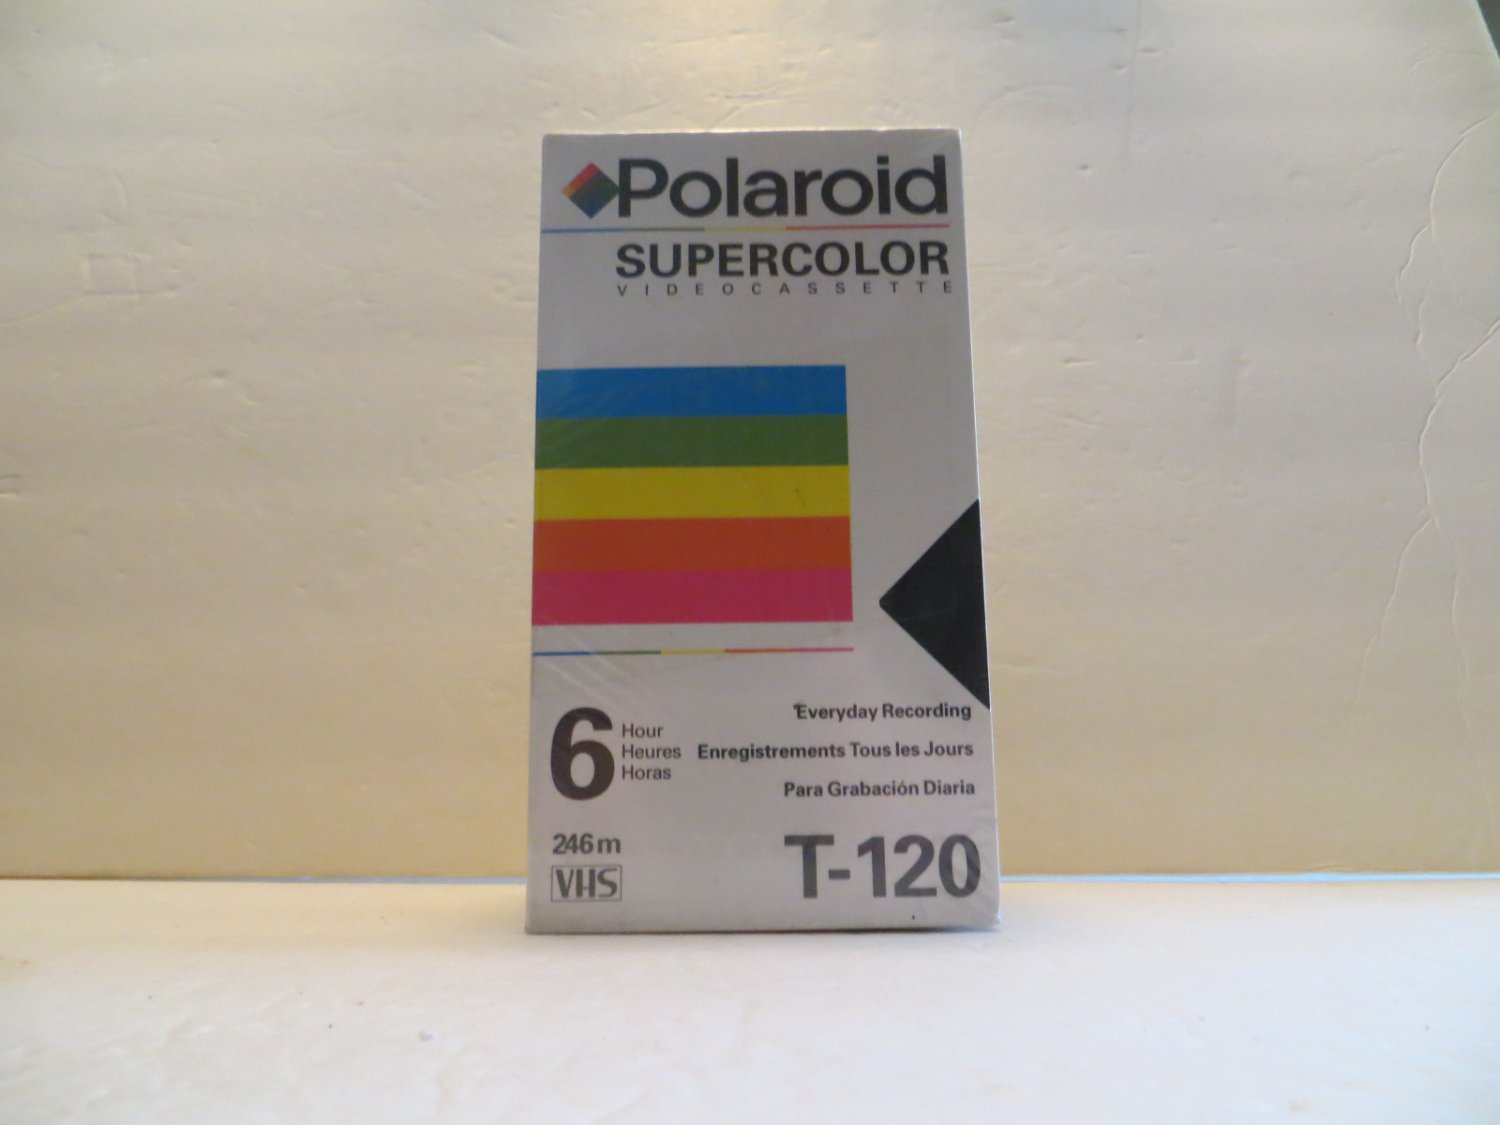 Polaroid
SUPERCOLOR
VIDEOCASSETTE
6 Hour
Heures
Horas
Everyday Recording
Enregistrements Tous les Jours
Para Grabación Diaria
246m
VHS
T-120